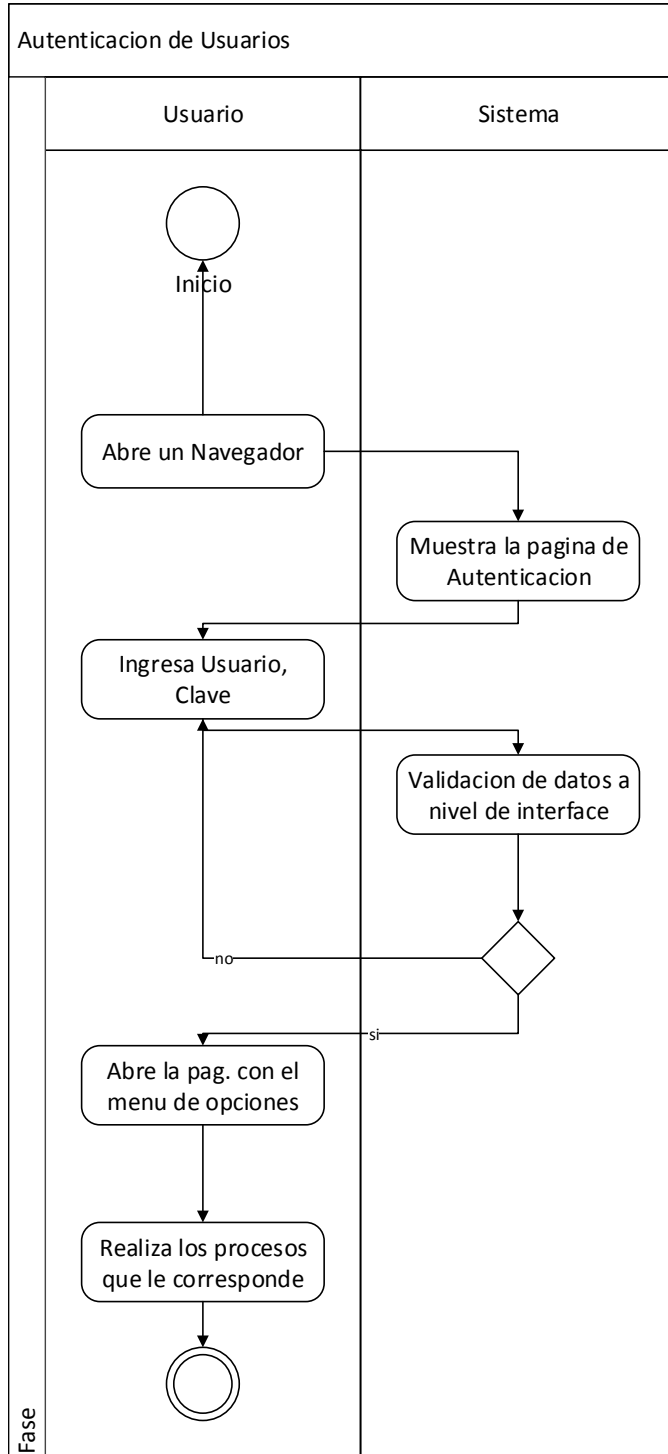 Autenticacion de Usuarios
Usuario
Sistema
Inicio
Abre un Navegador
Muestra la pagina de
Autenticacion
Ingresa Usuario,
Clave
Validacion de datos a
nivel de interface
no
si
Abre la pag. con el
menu de opciones
Realiza los procesos
que le corresponde
Fase